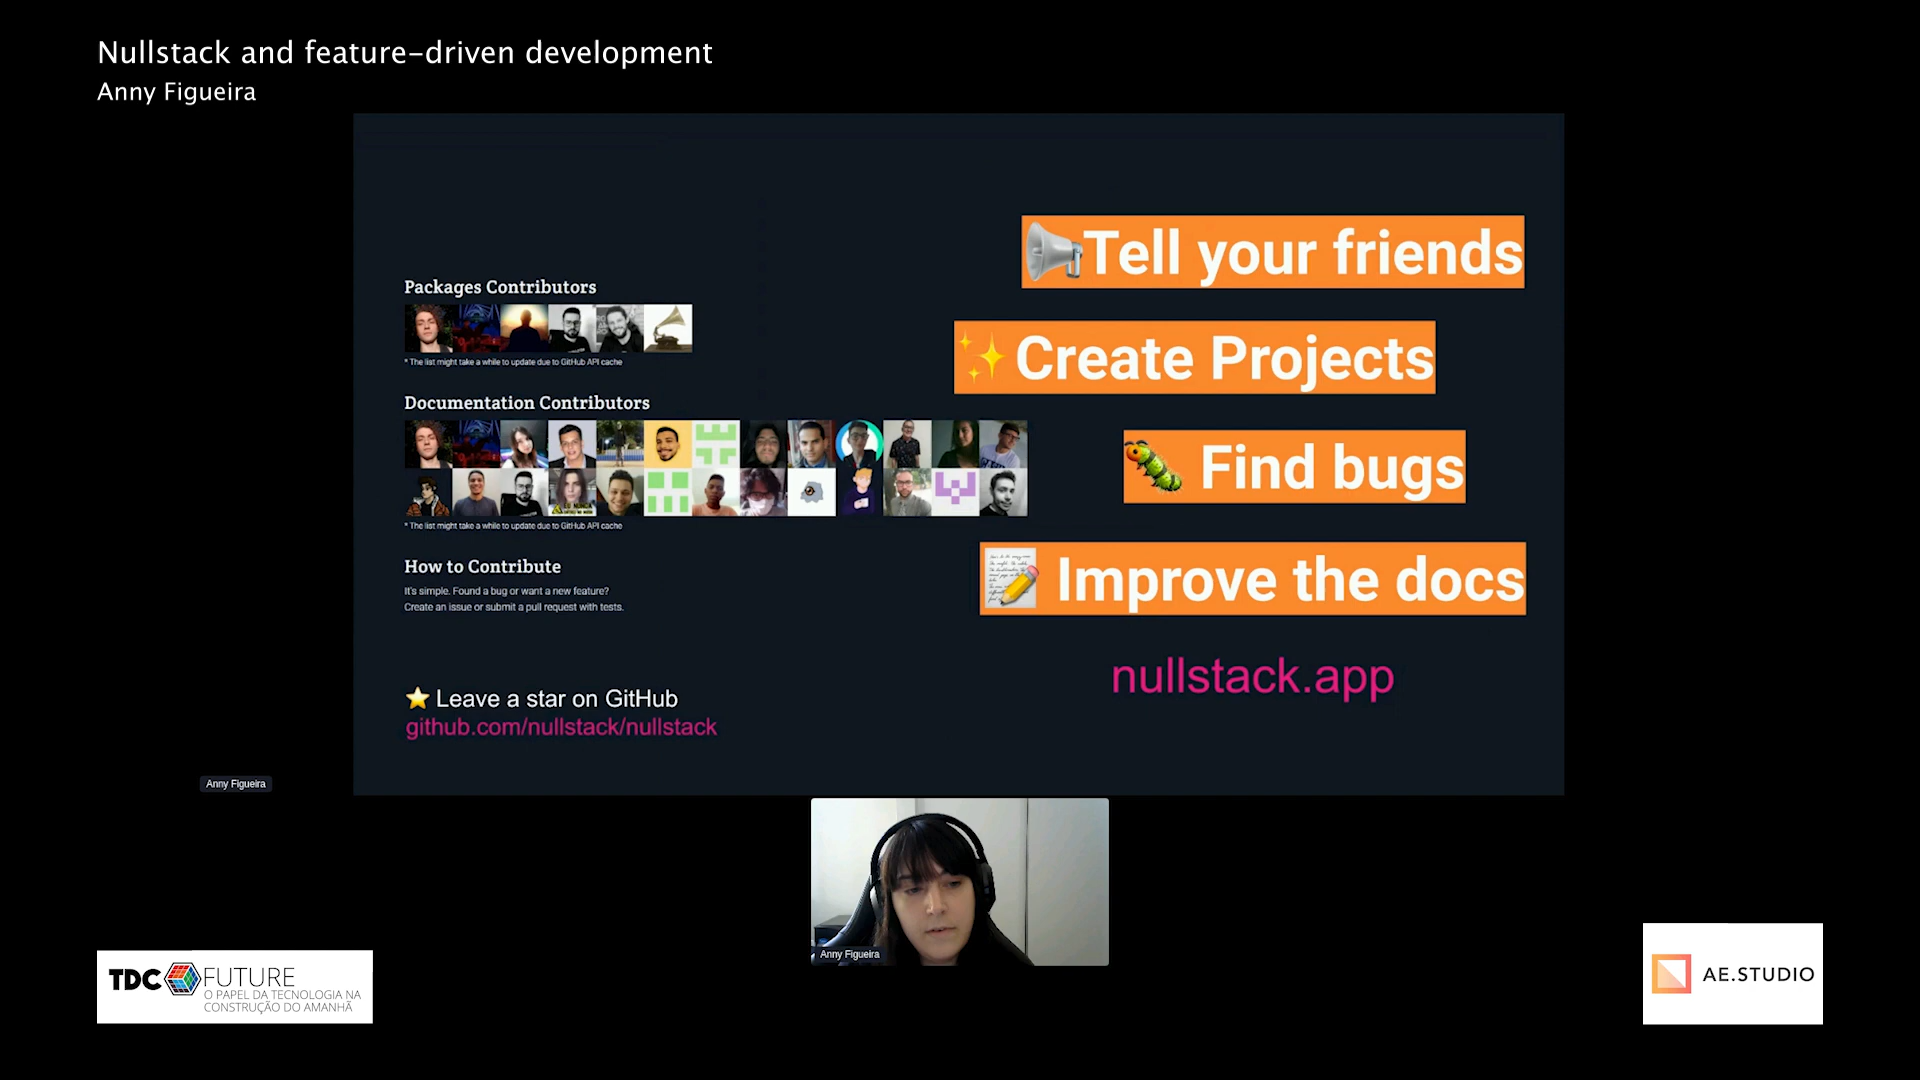 Nullstack and feature-driven development
Anny Figueira
Packages Contributors
* The list might take a while to update due to GitHub API cache
Documentation Contributors
* The list might take a while to update due to GitHub API cache
How to Contribute
It's simple. Found a bug or want a new feature?
Create an issue or submit a pull request with tests.
⭐ Leave a star on GitHub
github.com/nullstack/nullstack
Tell your friends
Create Projects
Find bugs
Improve the docs
nullstack.app
Anny Figueira
Anny Figueira
TDC FUTURE
O PAPEL DA TECNOLOGIA NA
CONSTRUÇÃO DO AMANHÃ
AE.STUDIO